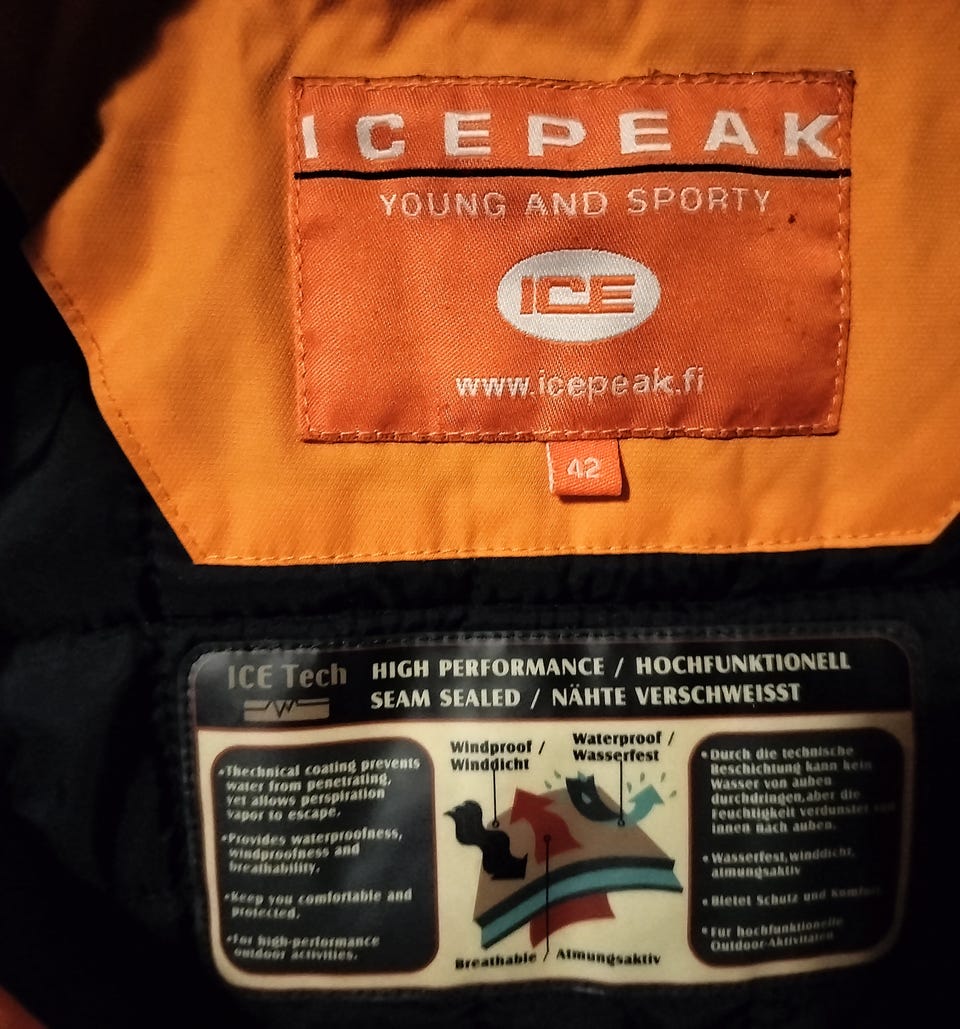 ICEPEAK
YOUNG AND SPORTY
ICE
www.icepeak.fi
42
ICE Tech
HIGH PERFORMANCE / HOCHFUNKTIONELL
SEAM SEALED / NÄHTE VERSCHWEISST
•Thechnical coating prevents
water from penetrating,
yet allows perspiration
vapor to escape.
•Provides waterproofness,
windproofness and
breathability.
•Keep you comfortable and
protected.
•For high-performance
outdoor activities.
Windproof /
Winddicht
Waterproof /
Wasserfest
Breathable / Atmungsaktiv
•Durch die technische
Beschichtung kann kein
Wasser von außen
durchdringen,aber die
Feuchtigkeit verdunstet von
innen nach außen.
•Wasserfest,winddicht,
atmungsaktiv
•Bietet Schutz und Komfort
•Für hochfunktionelle
Outdoor-Aktivitäten